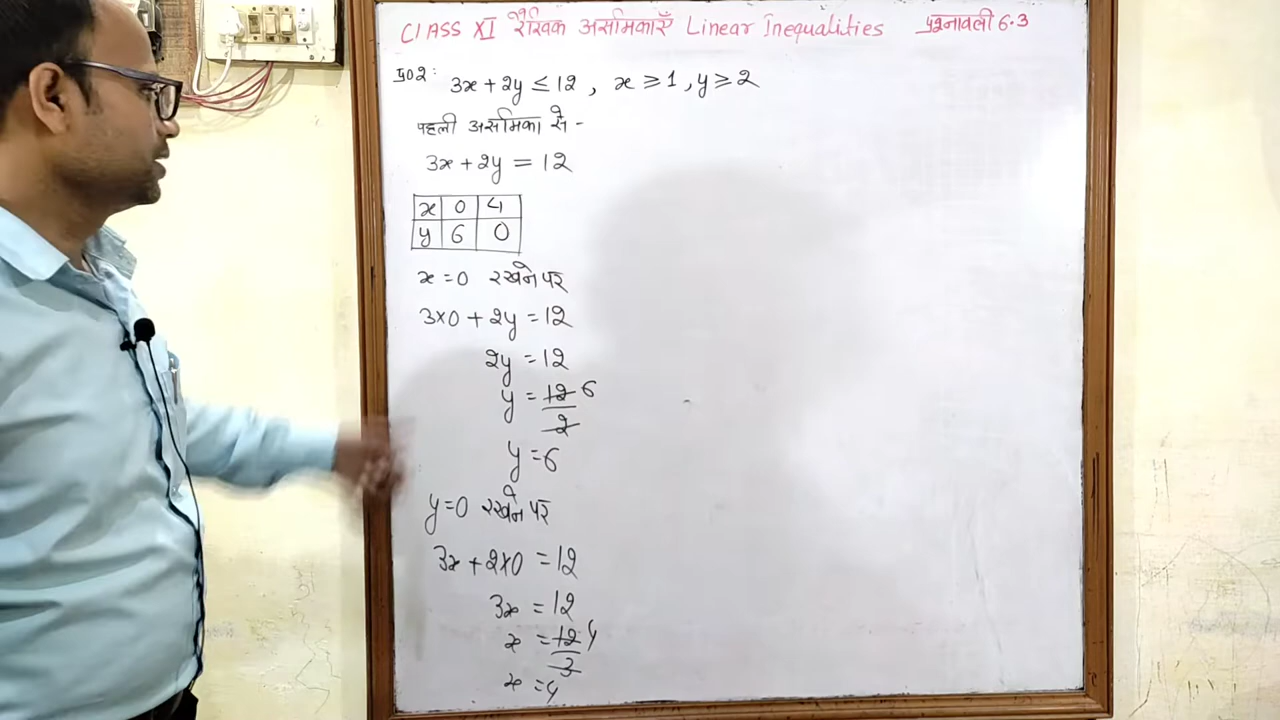 CLASS XI रैखिक असमिकाएँ Linear Inequalities प्रश्नावली 6.3
प्र02: 3x + 2y ≤ 12, x ≥ 1, y ≥ 2
पहली असमिका से -
3x + 2y = 12
x 0 4
y 6 0
x = 0 रखने पर
3×0 + 2y = 12
2y = 12
y = 12/2 6
y = 6
y = 0 रखने पर
3x + 2×0 = 12
3x = 12
x = 12/3 4
x = 4